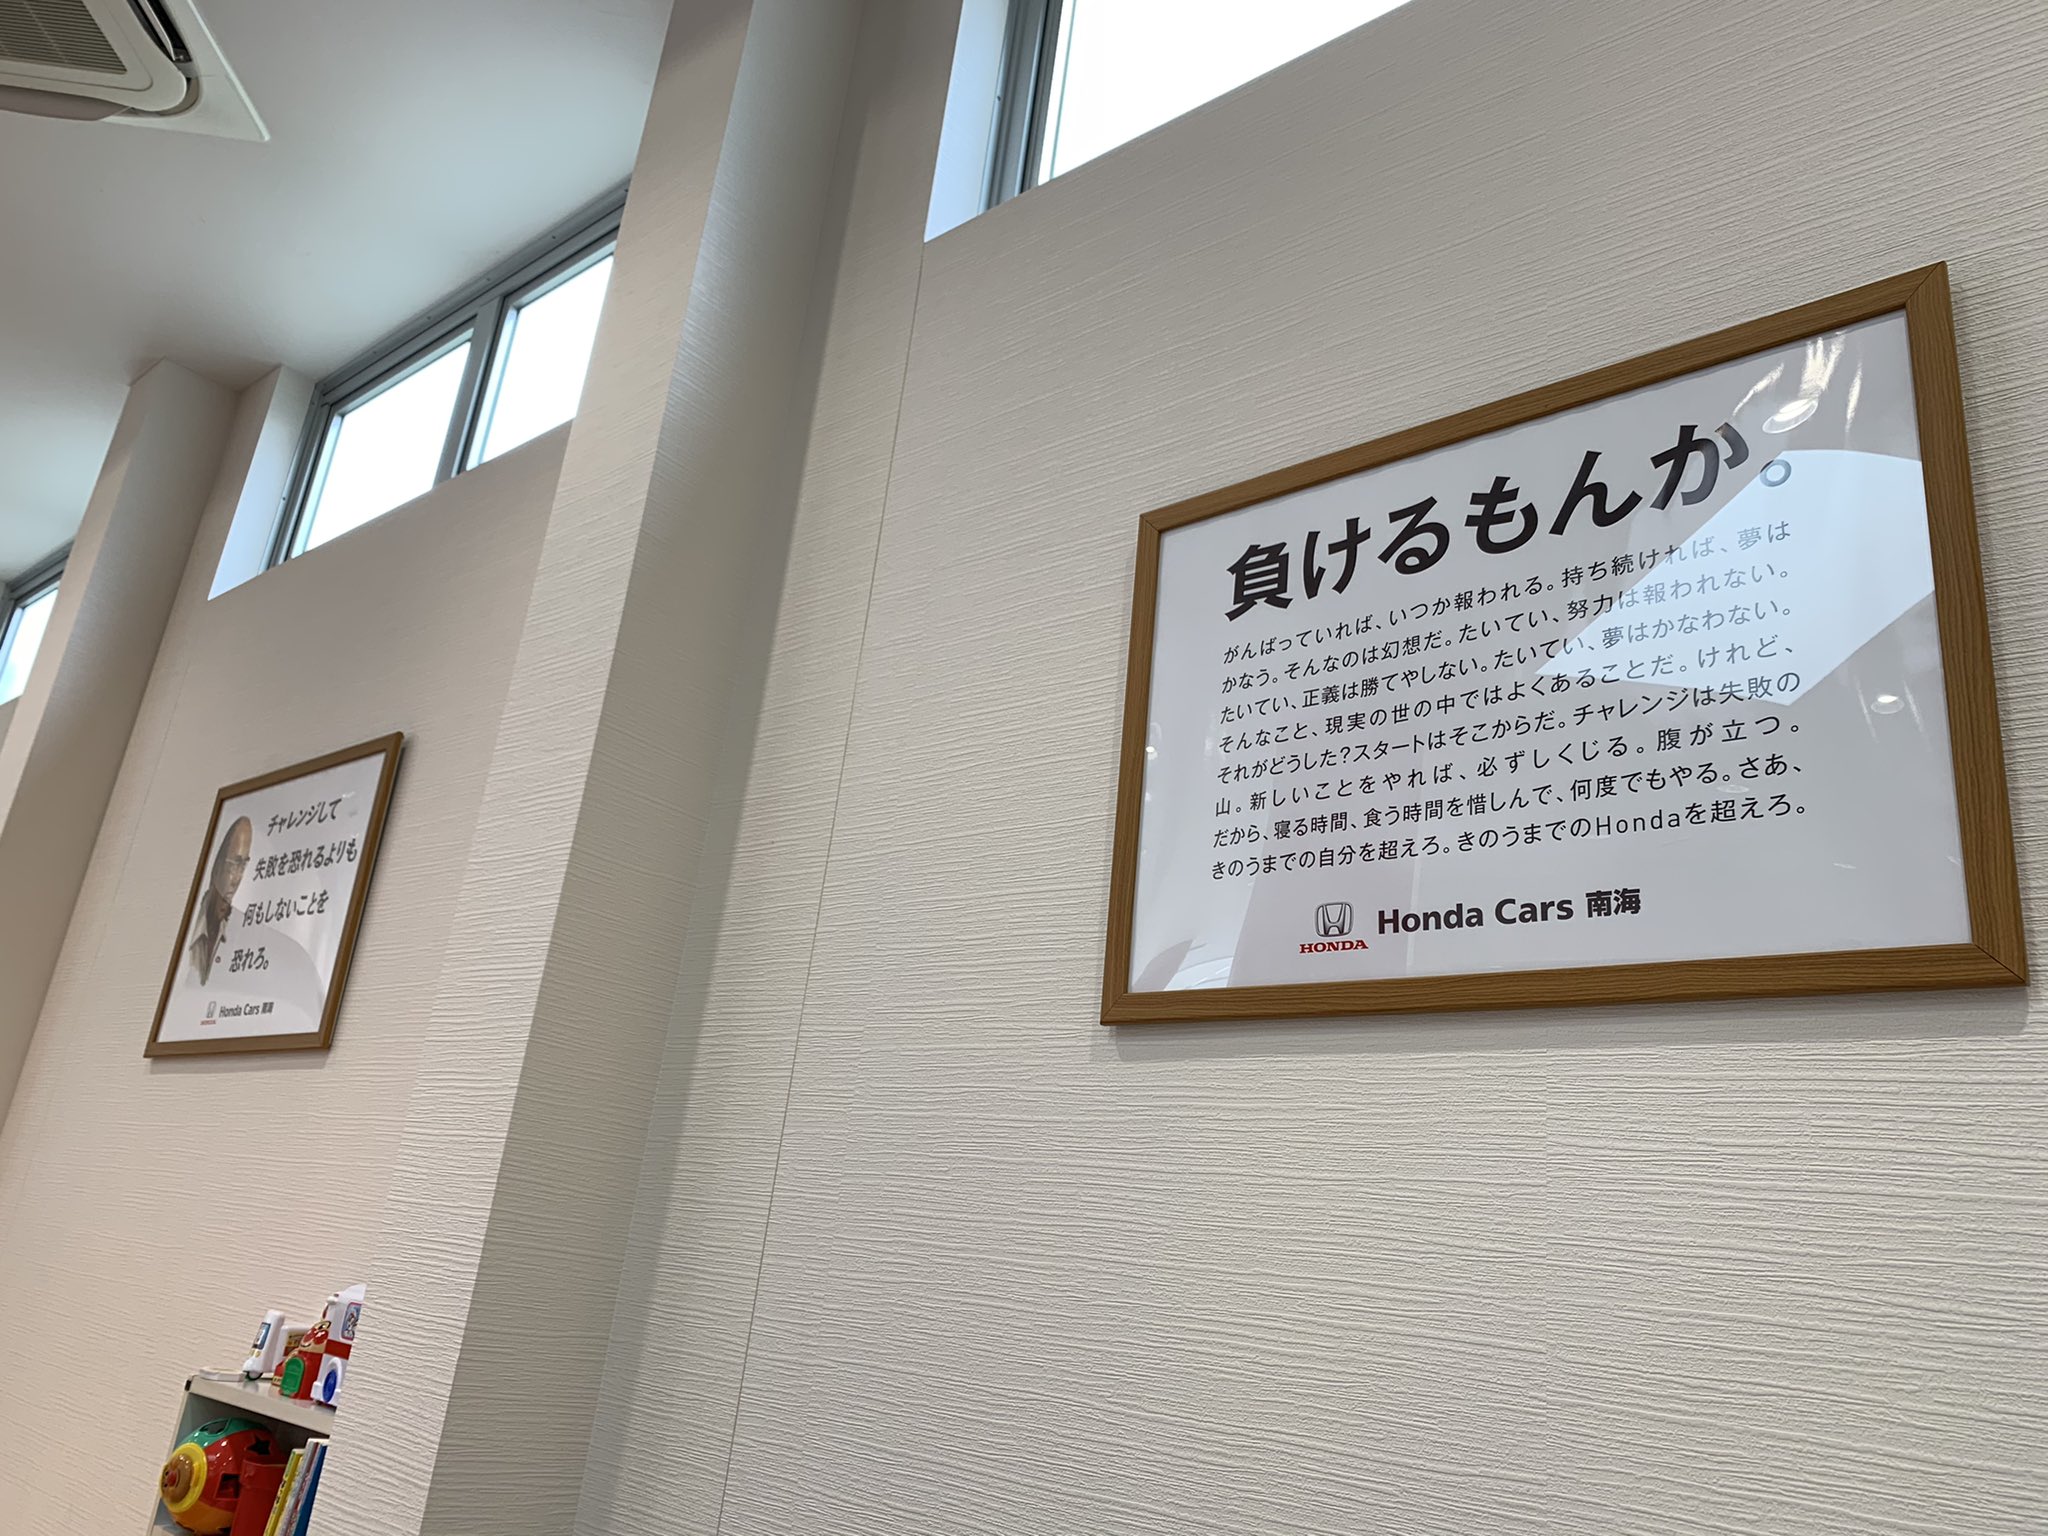 チャレンジして
失敗を恐れるよりも
何もしないことを
恐れろ。
HONDA
Honda Cars 南海
負けるもんか。
がんばっていれば、いつか報われる。持ち続ければ、夢は
かなう。そんなのは幻想だ。たいてい、努力は報われない。
たいてい、正義は勝てやしない。たいてい、夢はかなわない。
そんなこと、現実の世の中ではよくあることだ。けれど、
それがどうした?スタートはそこからだ。チャレンジは失敗の
山。新しいことをやれば、必ずしくじる。腹が立つ。
だから、寝る時間、食う時間を惜しんで、何度でもやる。さあ、
きのうまでの自分を超えろ。きのうまでのHondaを超えろ。
HONDA
Honda Cars 南海